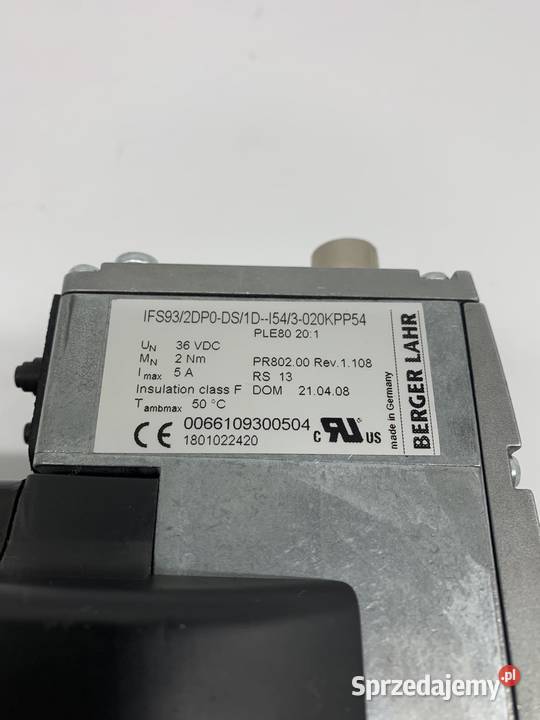 IFS93/2DP0-DS/1D--I54/3-020KPP54
PLE80 20:1
UN 36 VDC
MN 2 Nm PR802.00 Rev.1.108
Imax 5 A RS 13
Insulation class F DOM 21.04.08
Tambmax 50 °C
CE 0066109300504 c RU US
1801022420
made in Germany
BERGER LAHR
Sprzedajemy.pl